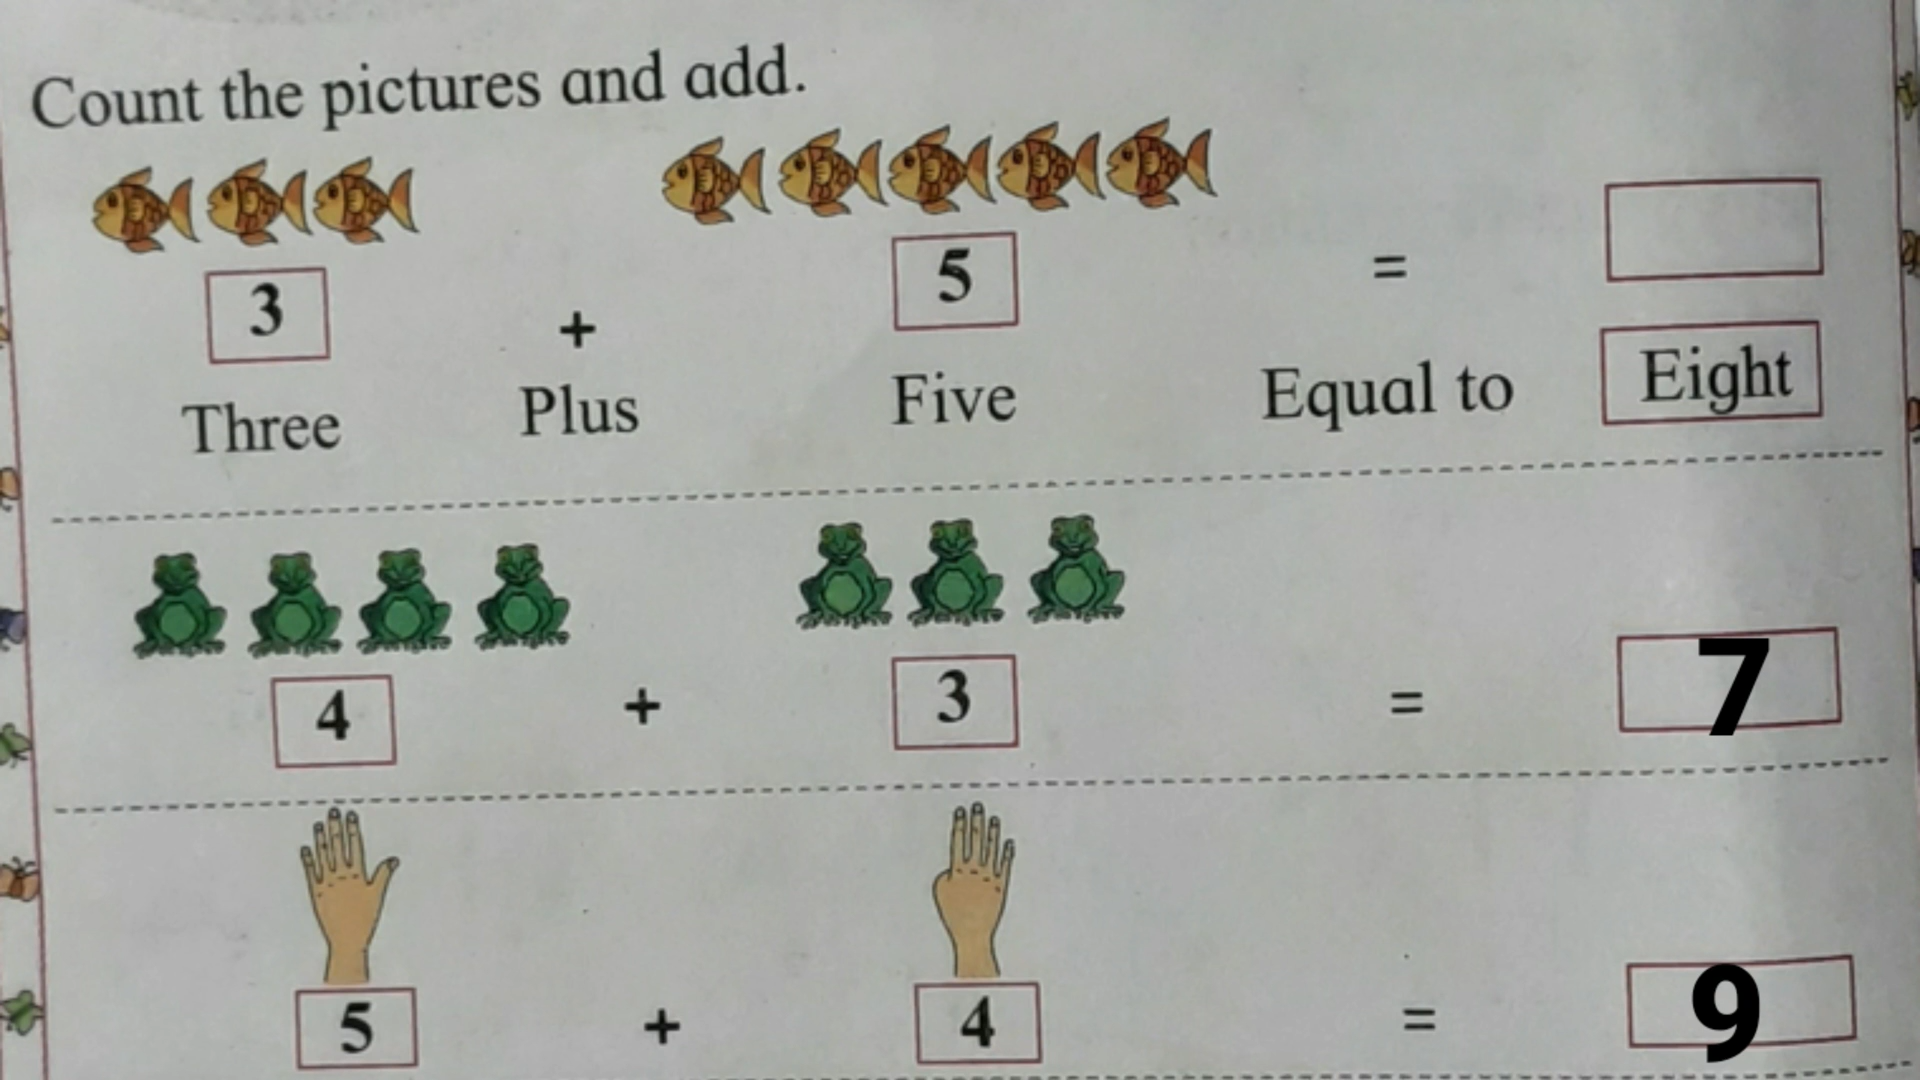 Count the pictures and add.
3 + 5 =
Three Plus Five Equal to Eight
4 + 3 = 7
5 + 4 = 9